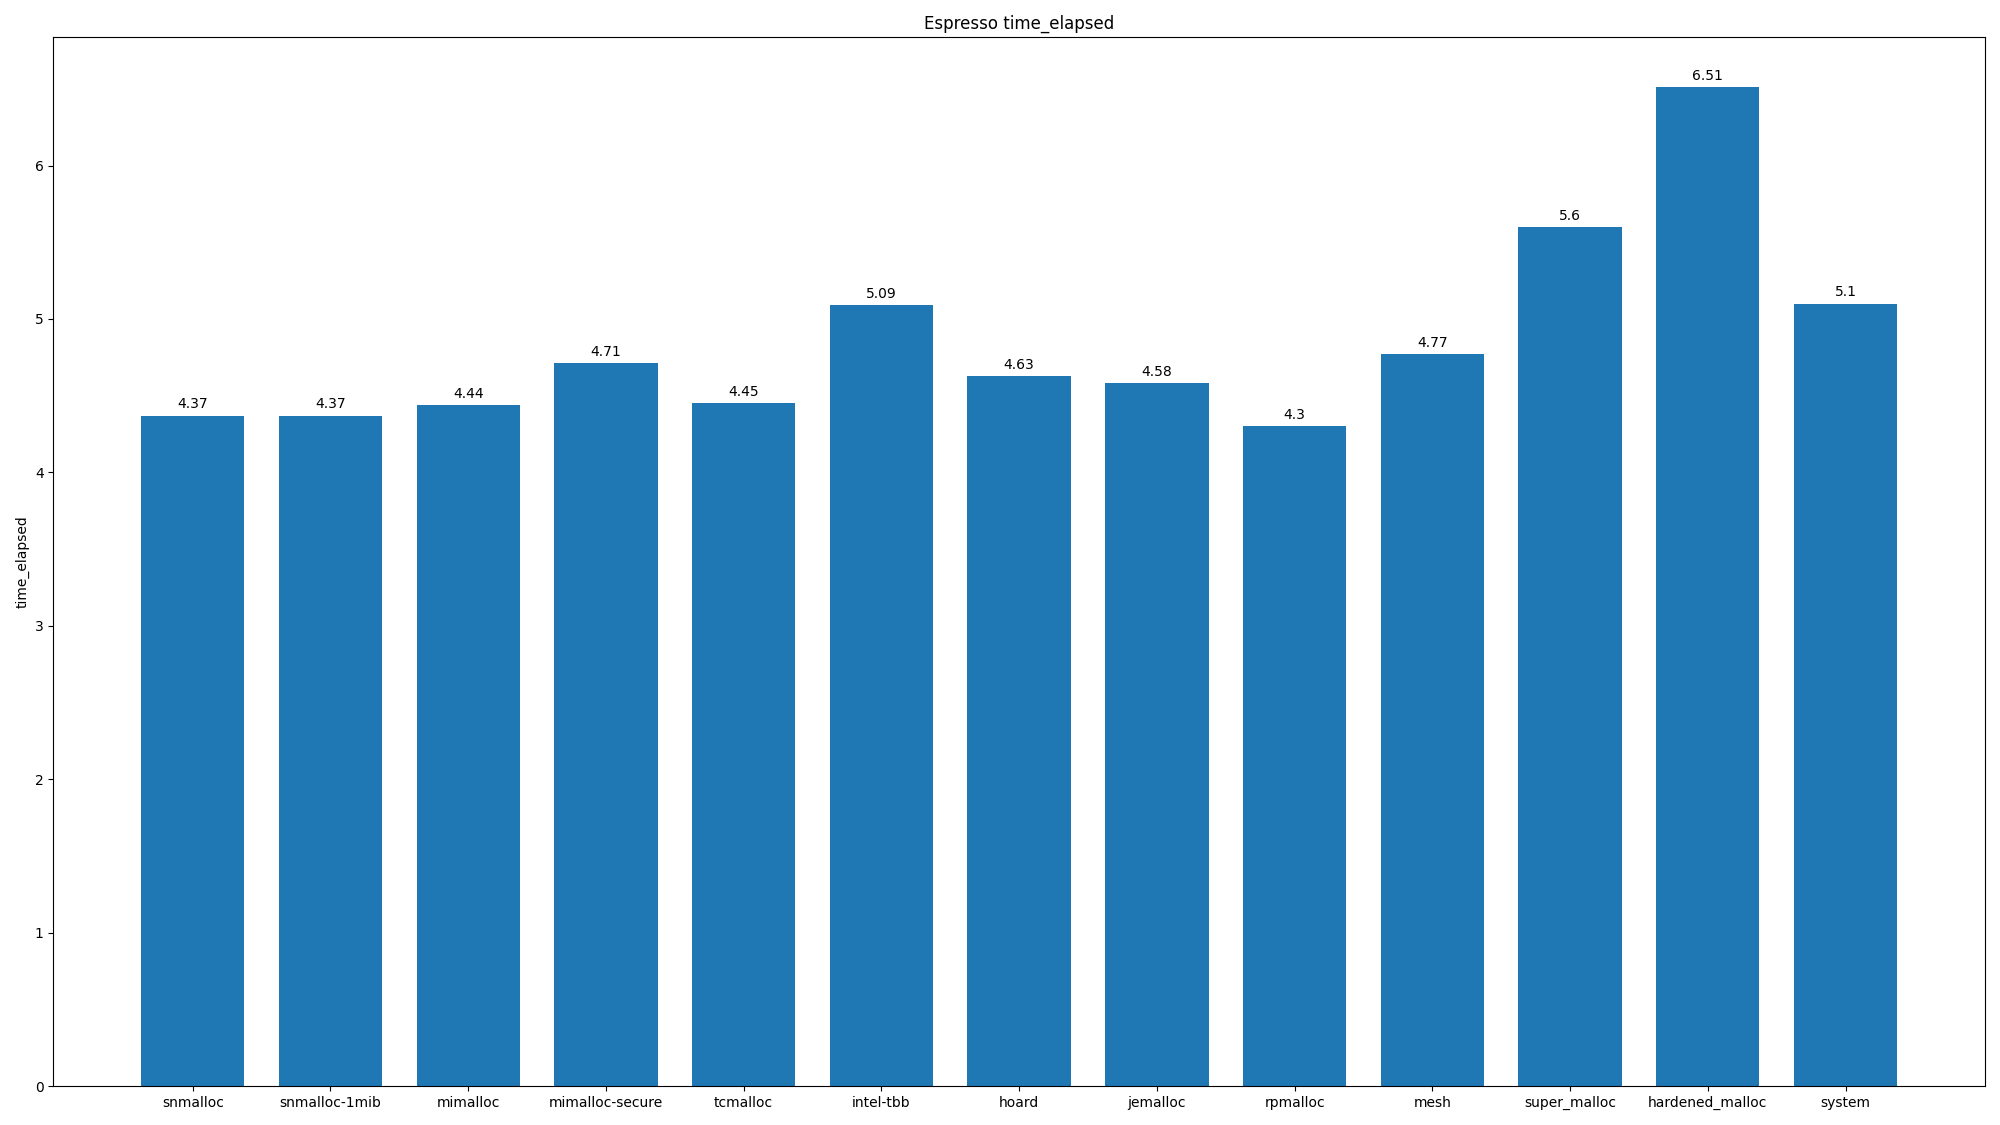 Espresso time_elapsed
time_elapsed
6
5
4
3
2
1
0
4.37
4.37
4.44
4.71
4.45
5.09
4.63
4.58
4.3
4.77
5.6
6.51
5.1
snmalloc
snmalloc-1mib
mimalloc
mimalloc-secure
tcmalloc
intel-tbb
hoard
jemalloc
rpmalloc
mesh
super_malloc
hardened_malloc
system